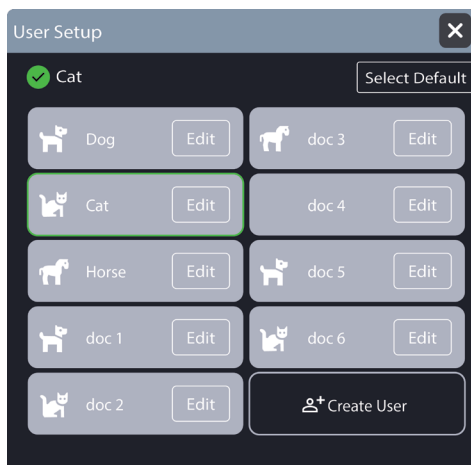 User Setup
Cat
Select Default
Dog Edit
doc 3 Edit
Cat Edit
doc 4 Edit
Horse Edit
doc 5 Edit
doc 1 Edit
doc 6 Edit
doc 2 Edit
Create User